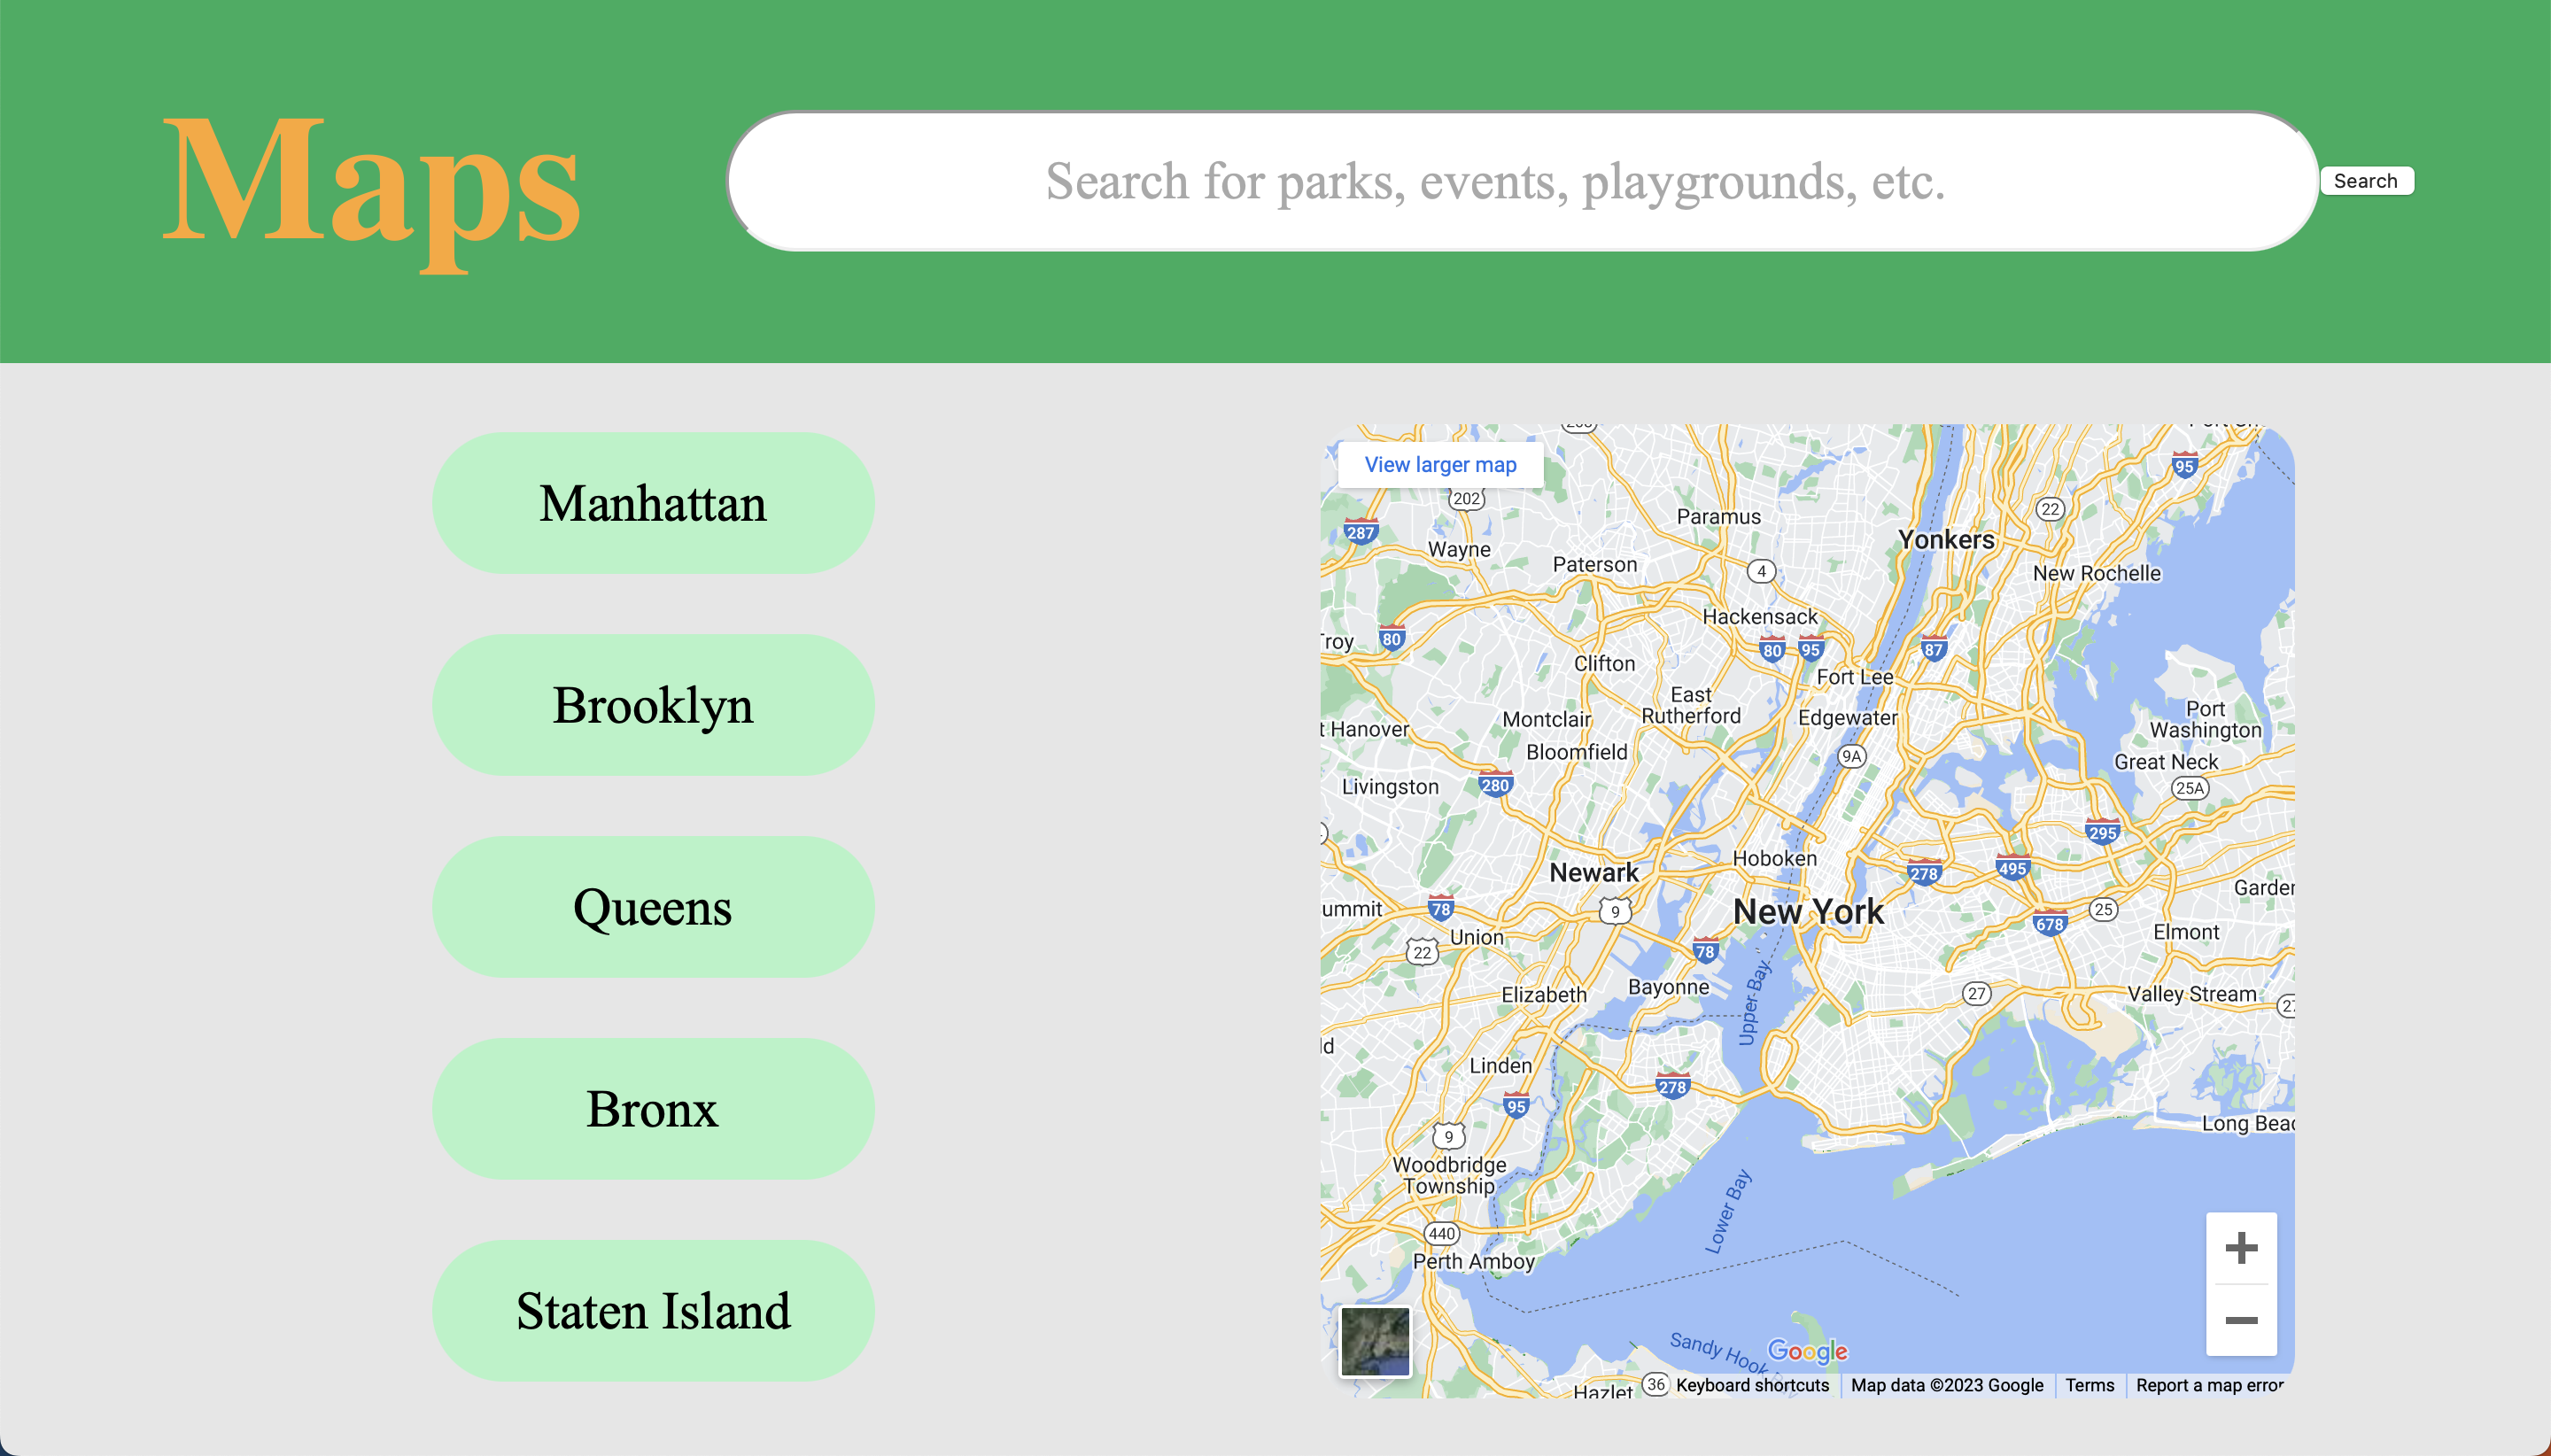 Maps
Search for parks, events, playgrounds, etc.
Search
Manhattan
Brooklyn
Queens
Bronx
Staten Island
View larger map
202
95
287
22
Paramus
Yonkers
Wayne
Paterson
4
New Rochelle
Hackensack
80
80
95
87
Clifton
Fort Lee
East
Rutherford
Montclair
Edgewater
Port
Washington
t Hanover
Bloomfield
9A
Great Neck
Livingston
280
25A
295
Hoboken
Newark
278
495
Garden
78
9
New York
25
ummit
678
Union
Elmont
22
78
Upper Bay
Elizabeth
Bayonne
27
Valley Stream
ld
Linden
278
95
Long Beac
9
Woodbridge
Township
Lower Bay
440
Perth Amboy
Sandy Hook
Google
Hazlet
36
Keyboard shortcuts
Map data ©2023 Google
Terms
Report a map error